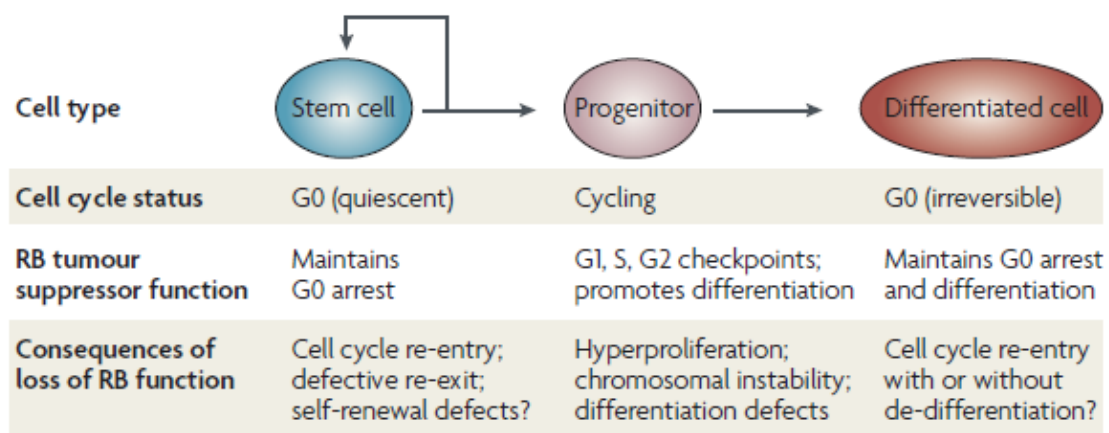 Cell type
Stem cell
Progenitor
Differentiated cell
Cell cycle status
G0 (quiescent)
Cycling
G0 (irreversible)
RB tumour
suppressor function
Maintains
G0 arrest
G1, S, G2 checkpoints;
promotes differentiation
Maintains G0 arrest
and differentiation
Consequences of
loss of RB function
Cell cycle re-entry;
defective re-exit;
self-renewal defects?
Hyperproliferation;
chromosomal instability;
differentiation defects
Cell cycle re-entry
with or without
de-differentiation?